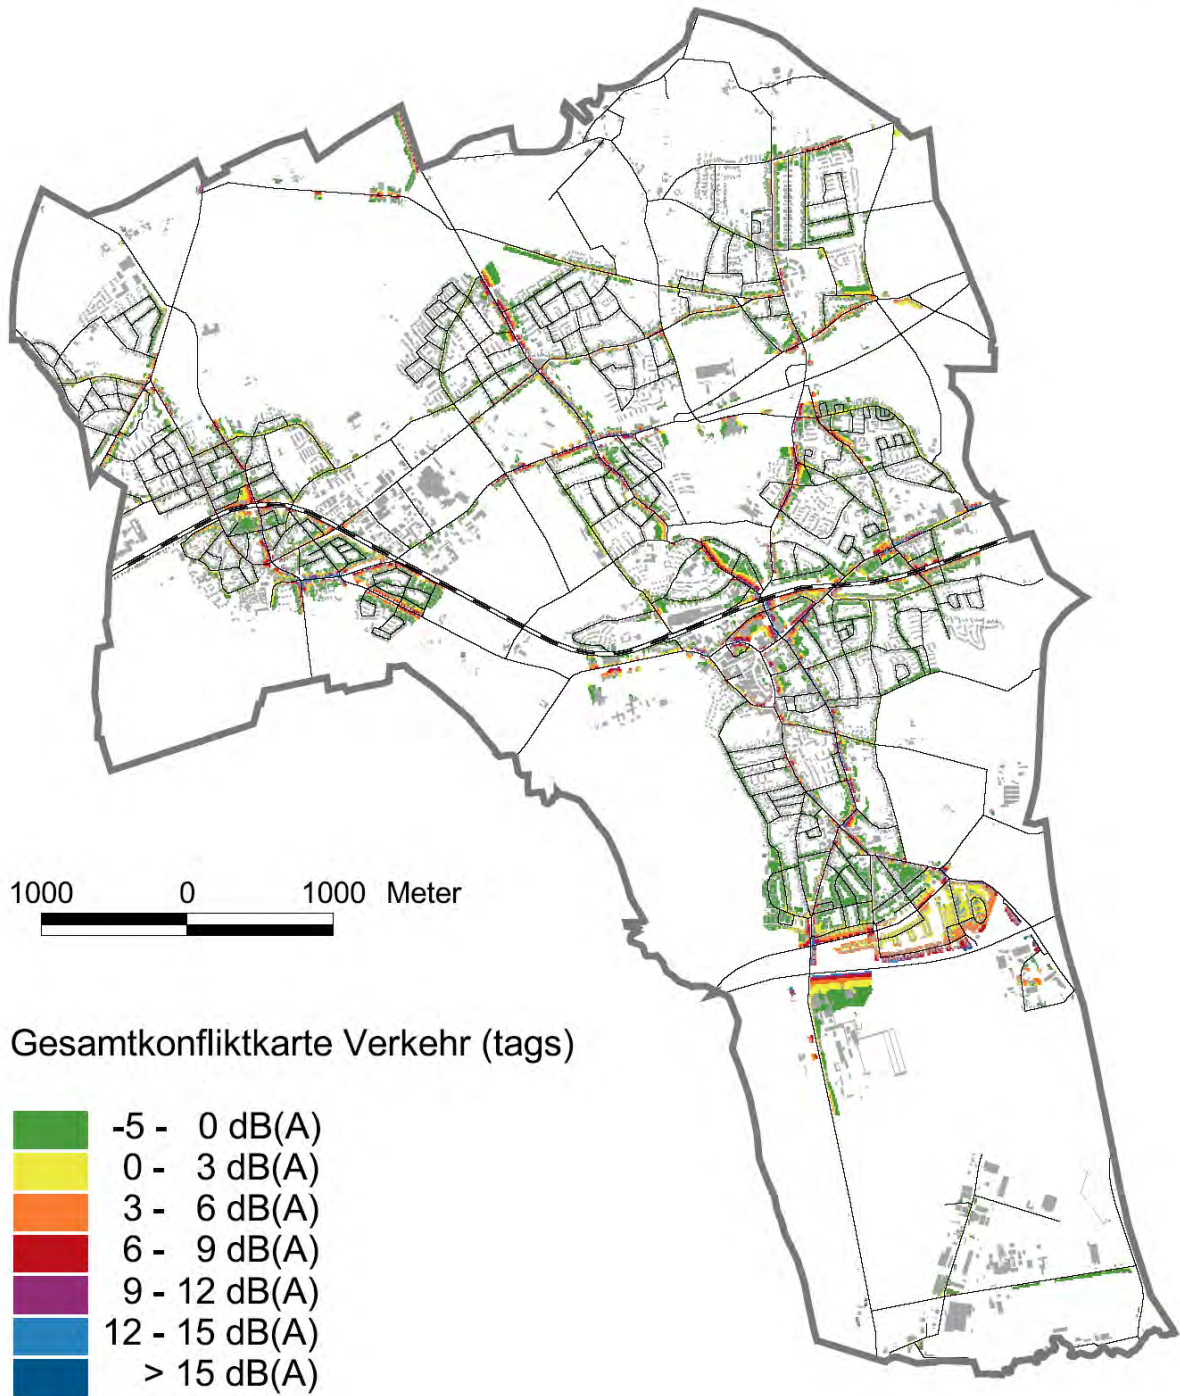 1000 0 1000 Meter
Gesamtkonfliktkarte Verkehr (tags)
-5 - 0 dB(A)
0 - 3 dB(A)
3 - 6 dB(A)
6 - 9 dB(A)
9 - 12 dB(A)
12 - 15 dB(A)
> 15 dB(A)